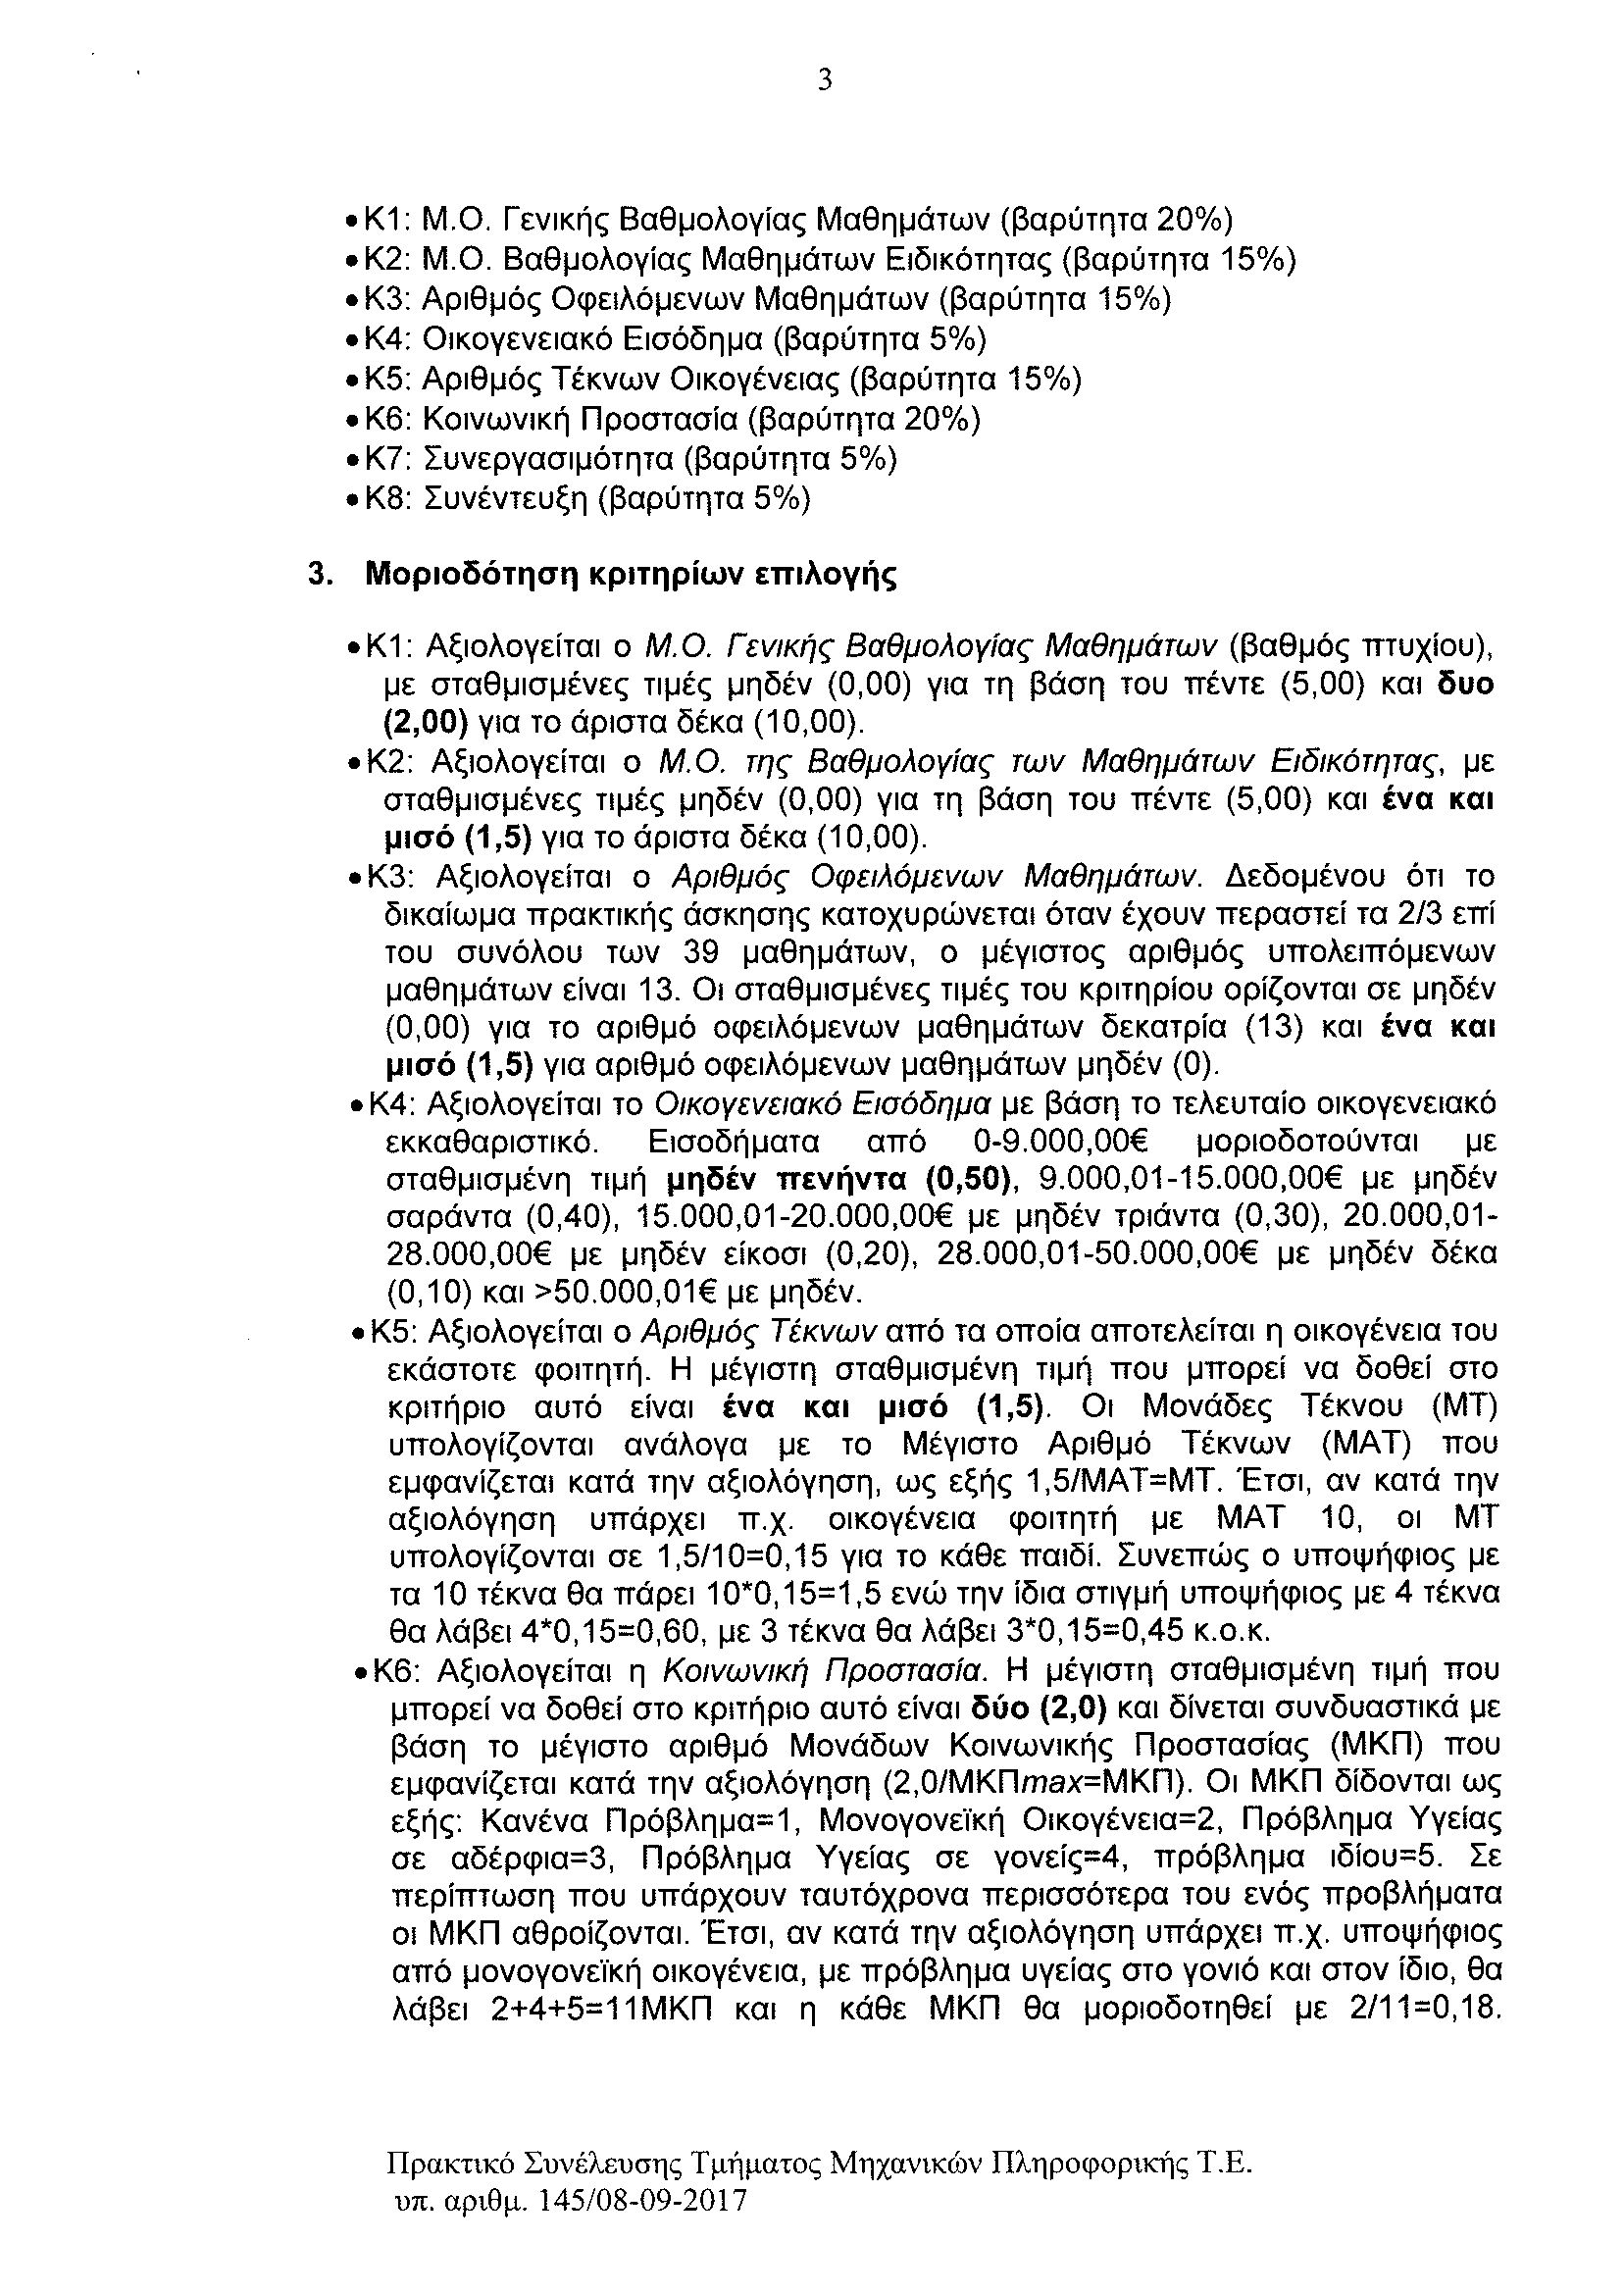 3
•Κ1: Μ.Ο. Γενικής Βαθμολογίας Μαθημάτων (βαρύτητα 20%)
•Κ2: Μ.Ο. Βαθμολογίας Μαθημάτων Ειδικότητας (βαρύτητα 15%)
•Κ3: Αριθμός Οφειλόμενων Μαθημάτων (βαρύτητα 15%)
•Κ4: Οικογενειακό Εισόδημα (βαρύτητα 5%)
•Κ5: Αριθμός Τέκνων Οικογένειας (βαρύτητα 15%)
•Κ6: Κοινωνική Προστασία (βαρύτητα 20%)
•Κ7: Συνεργασιμότητα (βαρύτητα 5%)
•Κ8: Συνέντευξη (βαρύτητα 5%)
3. Μοριοδότηση κριτηρίων επιλογής
•Κ1: Αξιολογείται ο Μ.Ο. Γενικής Βαθμολογίας Μαθημάτων (βαθμός πτυχίου),
με σταθμισμένες τιμές μηδέν (0,00) για τη βάση του πέντε (5,00) και δυο
(2,00) για το άριστα δέκα (10,00).
•Κ2: Αξιολογείται ο Μ.Ο. της Βαθμολογίας των Μαθημάτων Ειδικότητας, με
σταθμισμένες τιμές μηδέν (0,00) για τη βάση του πέντε (5,00) και ένα και
μισό (1,5) για το άριστα δέκα (10,00).
•Κ3: Αξιολογείται ο Αριθμός Οφειλόμενων Μαθημάτων. Δεδομένου ότι το
δικαίωμα πρακτικής άσκησης κατοχυρώνεται όταν έχουν περαστεί τα 2/3 επί
του συνόλου των 39 μαθημάτων, ο μέγιστος αριθμός υπολειπόμενων
μαθημάτων είναι 13. Οι σταθμισμένες τιμές του κριτηρίου ορίζονται σε μηδέν
(0,00) για το αριθμό οφειλόμενων μαθημάτων δεκατρία (13) και ένα και
μισό (1,5) για αριθμό οφειλόμενων μαθημάτων μηδέν (0).
•Κ4: Αξιολογείται το Οικογενειακό Εισόδημα με βάση το τελευταίο οικογενειακό
εκκαθαριστικό. Εισοδήματα από 0-9.000,00€ μοριοδοτούνται με
σταθμισμένη τιμή μηδέν πενήντα (0,50), 9.000,01-15.000,00€ με μηδέν
σαράντα (0,40), 15.000,01-20.000,00€ με μηδέν τριάντα (0,30), 20.000,01-
28.000,00€ με μηδέν είκοσι (0,20), 28.000,01-50.000,00€ με μηδέν δέκα
(0,10) και >50.000,01€ με μηδέν.
•Κ5: Αξιολογείται ο Αριθμός Τέκνων από τα οποία αποτελείται η οικογένεια του
εκάστοτε φοιτητή. Η μέγιστη σταθμισμένη τιμή που μπορεί να δοθεί στο
κριτήριο αυτό είναι ένα και μισό (1,5). Οι Μονάδες Τέκνου (ΜΤ)
υπολογίζονται ανάλογα με το Μέγιστο Αριθμό Τέκνων (ΜΑΤ) που
εμφανίζεται κατά την αξιολόγηση, ως εξής 1,5/ΜΑΤ=ΜΤ. Έτσι, αν κατά την
αξιολόγηση υπάρχει π.χ. οικογένεια φοιτητή με ΜΑΤ 10, οι ΜΤ
υπολογίζονται σε 1,5/10=0,15 για το κάθε παιδί. Συνεπώς ο υποψήφιος με
τα 10 τέκνα θα πάρει 10*0,15=1,5 ενώ την ίδια στιγμή υποψήφιος με 4 τέκνα
θα λάβει 4*0,15=0,60, με 3 τέκνα θα λάβει 3*0,15=0,45 κ.ο.κ.
•Κ6: Αξιολογείται η Κοινωνική Προστασία. Η μέγιστη σταθμισμένη τιμή που
μπορεί να δοθεί στο κριτήριο αυτό είναι δύο (2,0) και δίνεται συνδυαστικά με
βάση το μέγιστο αριθμό Μονάδων Κοινωνικής Προστασίας (ΜΚΠ) που
εμφανίζεται κατά την αξιολόγηση (2,0/ΜΚΠmax=ΜΚΠ). Οι ΜΚΠ δίδονται ως
εξής: Κανένα Πρόβλημα=1, Μονογονεϊκή Οικογένεια=2, Πρόβλημα Υγείας
σε αδέρφια=3, Πρόβλημα Υγείας σε γονείς=4, πρόβλημα ιδίου=5. Σε
περίπτωση που υπάρχουν ταυτόχρονα περισσότερα του ενός προβλήματα
οι ΜΚΠ αθροίζονται. Έτσι, αν κατά την αξιολόγηση υπάρχει π.χ. υποψήφιος
από μονογονεϊκή οικογένεια, με πρόβλημα υγείας στο γονιό και στον ίδιο, θα
λάβει 2+4+5=11ΜΚΠ και η κάθε ΜΚΠ θα μοριοδοτηθεί με 2/11=0,18.
Πρακτικό Συνέλευσης Τμήματος Μηχανικών Πληροφορικής Τ.Ε.
υπ. αριθμ. 145/08-09-2017